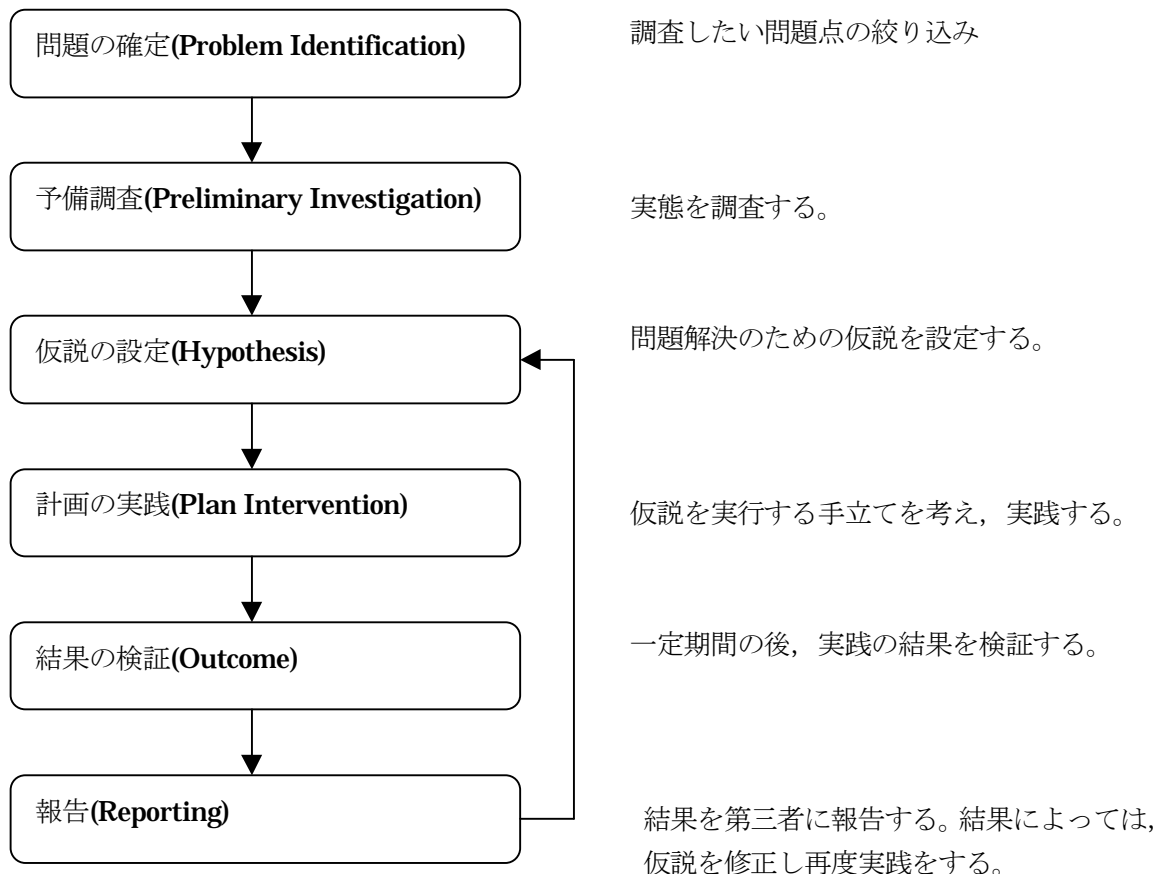 問題の確定(Problem Identification)
調査したい問題点の絞り込み
予備調査(Preliminary Investigation)
実態を調査する。
仮説の設定(Hypothesis)
問題解決のための仮説を設定する。
計画の実践(Plan Intervention)
仮説を実行する手立てを考え，実践する。
結果の検証(Outcome)
一定期間の後，実践の結果を検証する。
報告(Reporting)
結果を第三者に報告する。結果によっては，
仮説を修正し再度実践をする。